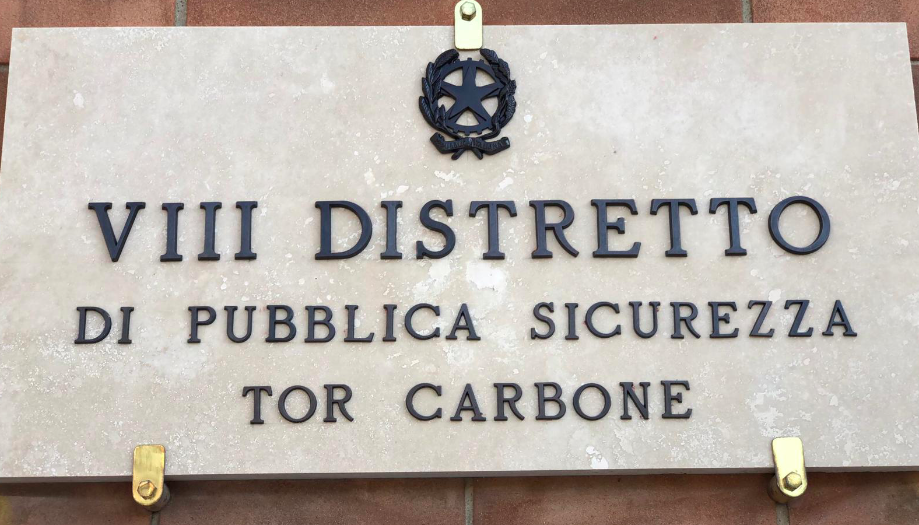 VIII DISTRETTO
DI PUBBLICA SICUREZZA
TOR CARBONE